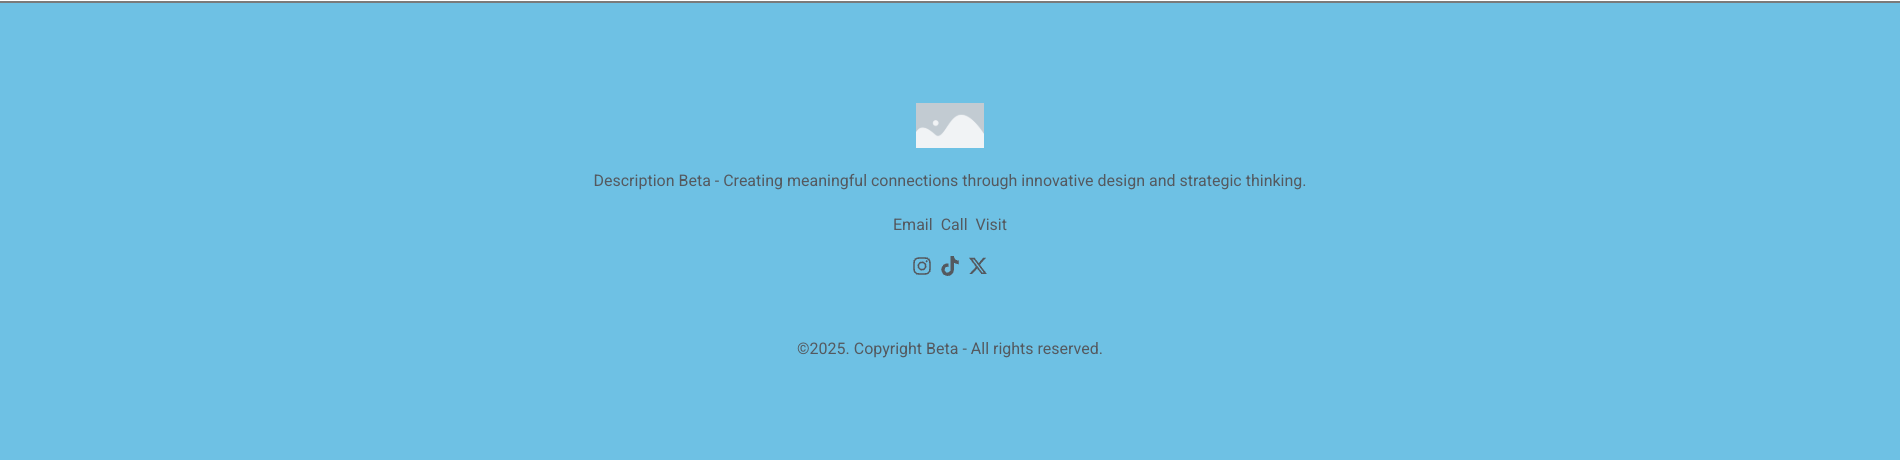 Description Beta - Creating meaningful connections through innovative design and strategic thinking.
Email Call Visit
©2025. Copyright Beta - All rights reserved.